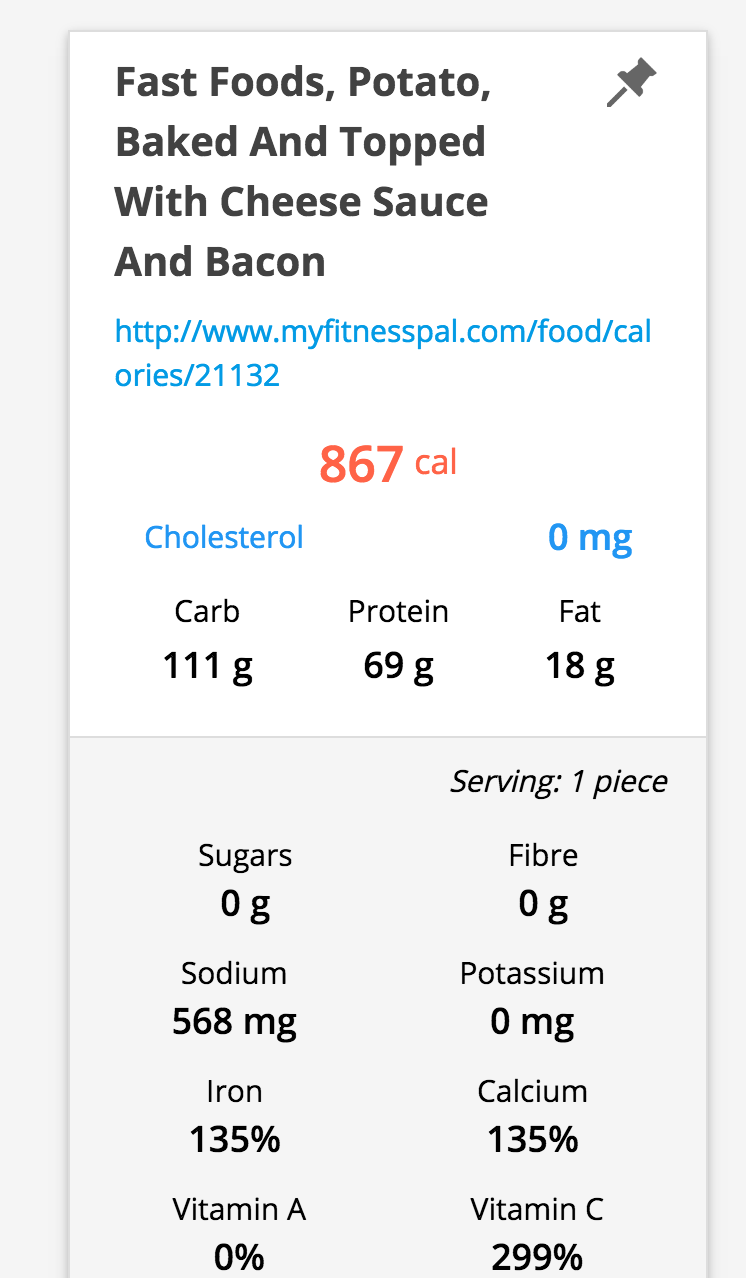 Fast Foods, Potato,
Baked And Topped
With Cheese Sauce
And Bacon
http://www.myfitnesspal.com/food/cal
ories/21132
867 cal
Cholesterol 0 mg
Carb Protein Fat
111 g 69 g 18 g
Serving: 1 piece
Sugars Fibre
0 g 0 g
Sodium Potassium
568 mg 0 mg
Iron Calcium
135% 135%
Vitamin A Vitamin C
0% 299%